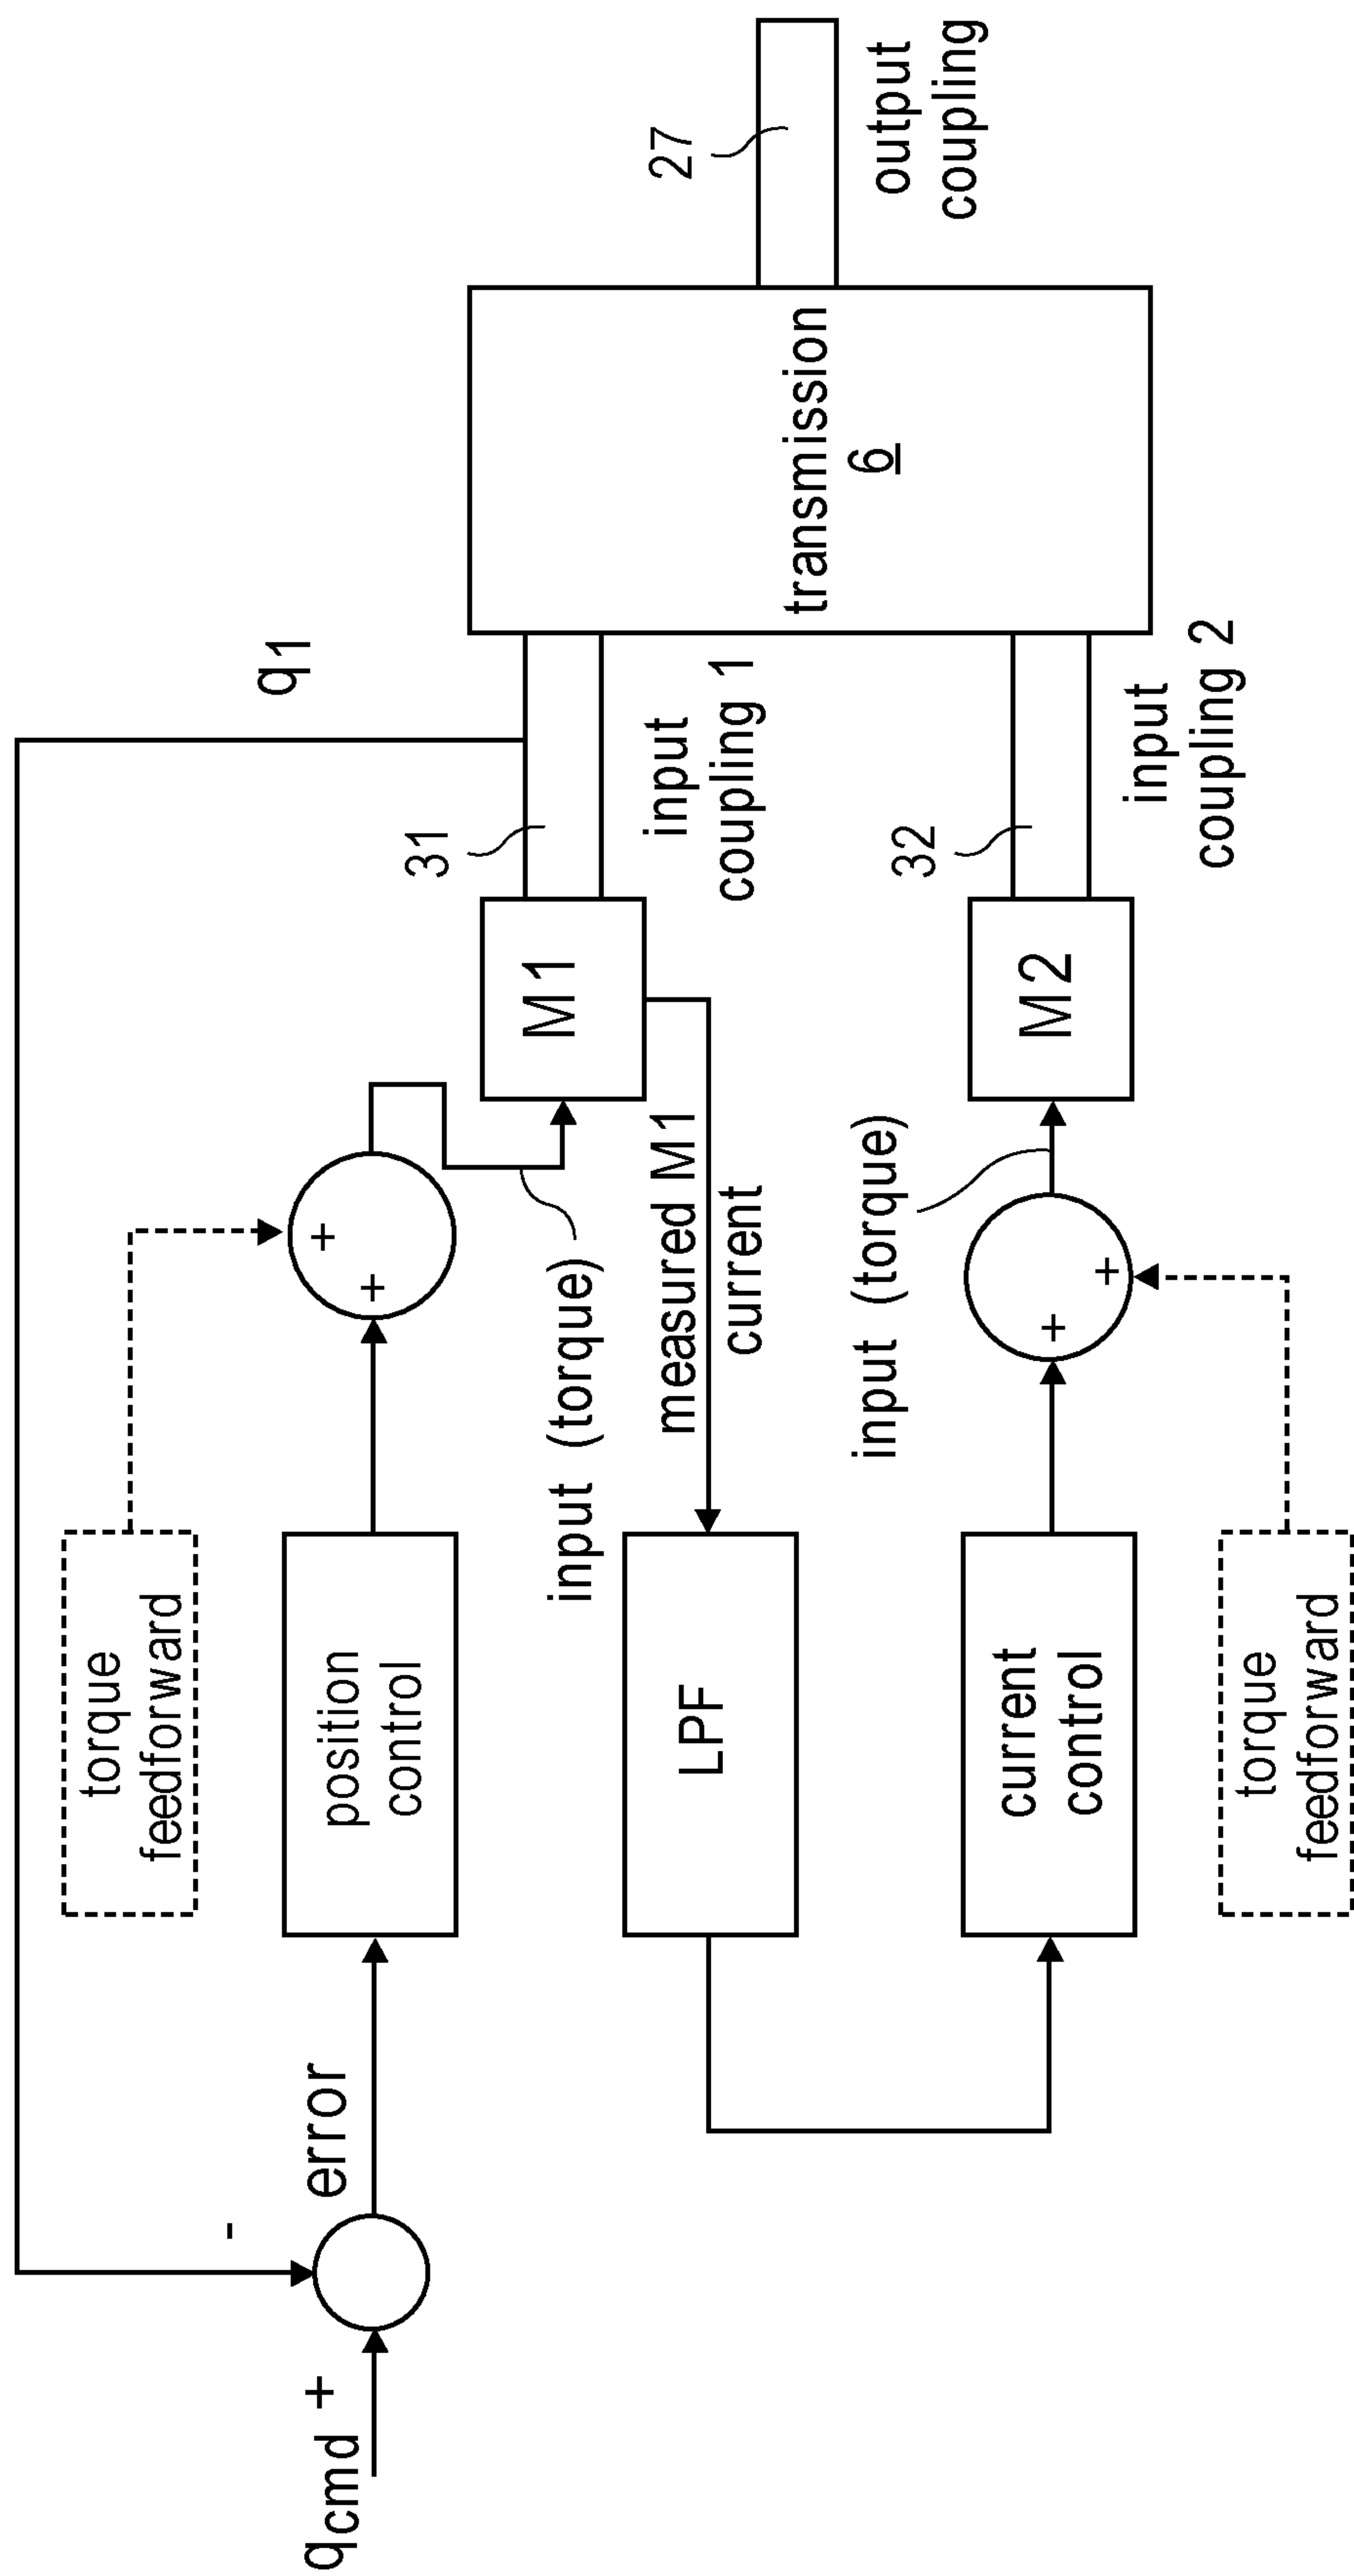 q1
torque
feedforward
-
qcmd
+
error
position
control
+
+
input (torque)
M1
31
input
coupling 1
measured M1
current
LPF
transmission
6
27
output
coupling
current
control
+
+
input (torque)
M2
32
input
coupling 2
torque
feedforward